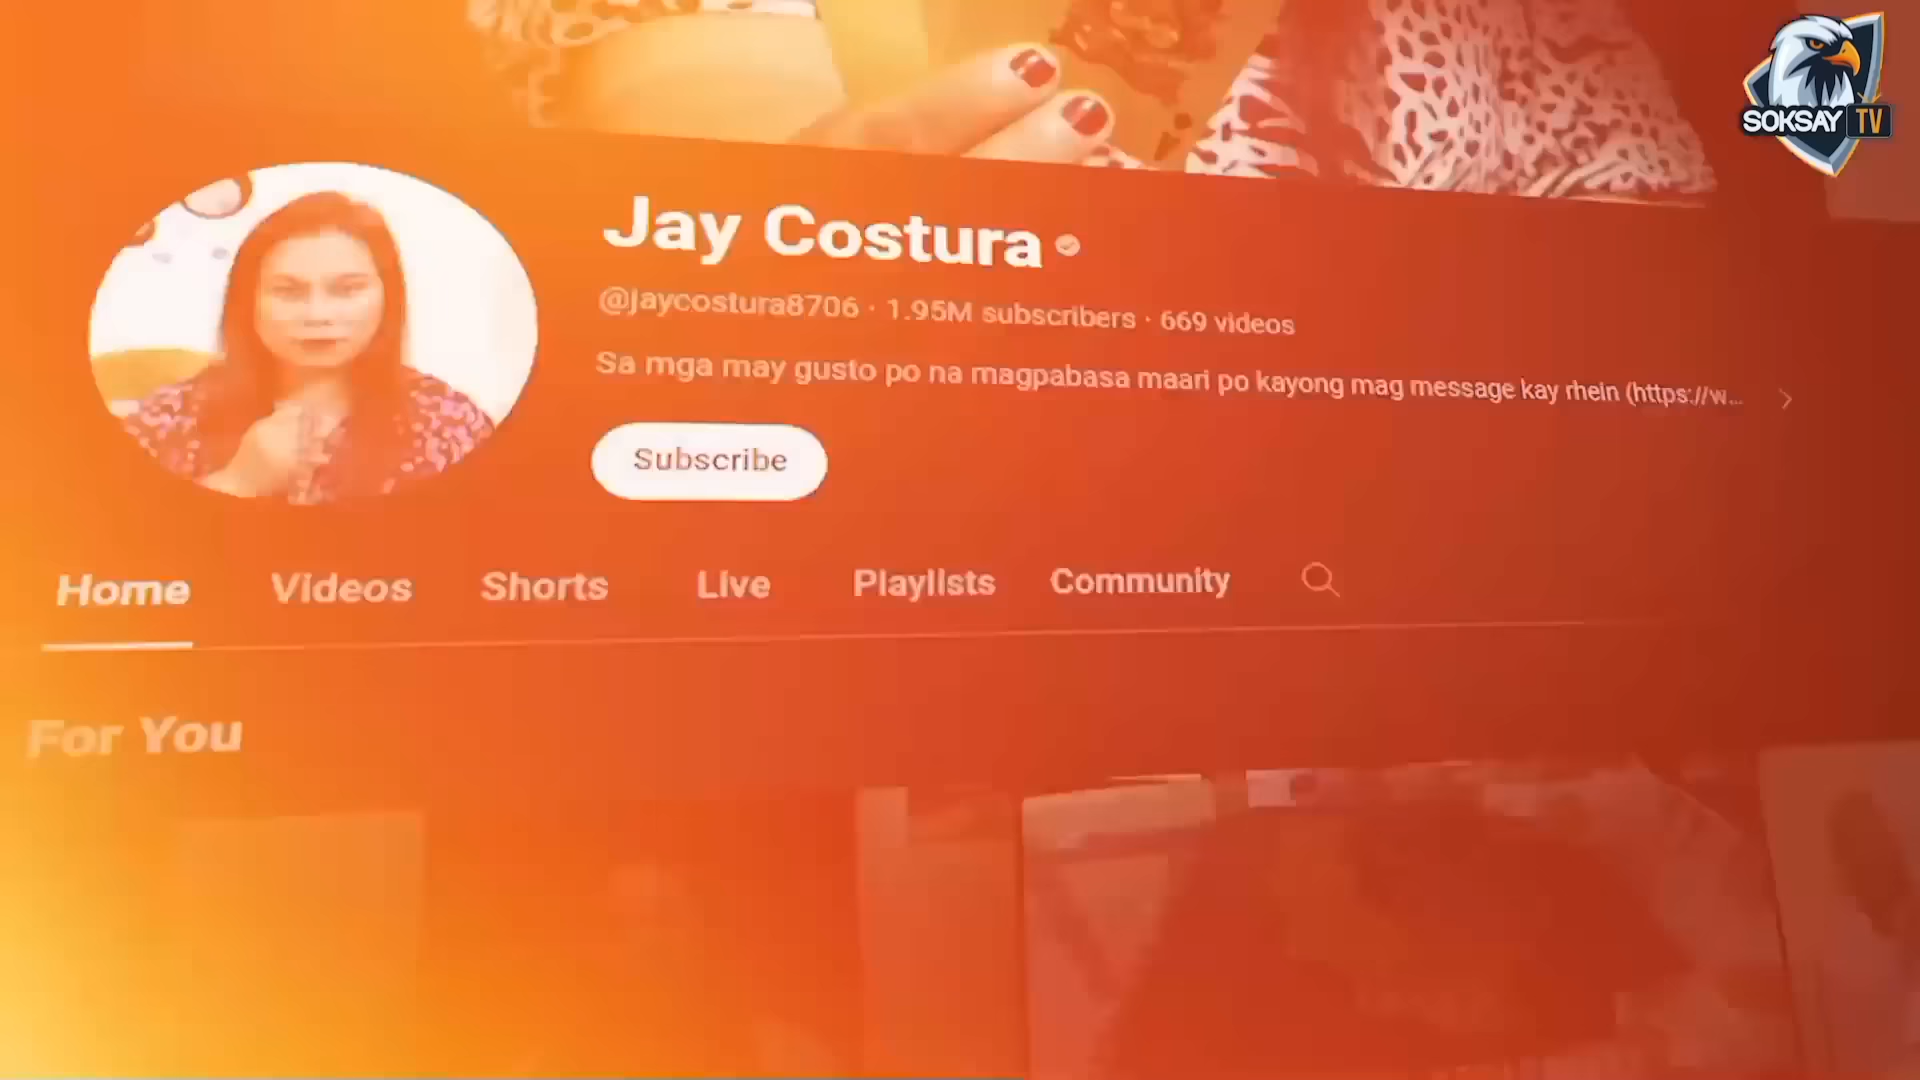 SOKSAY TV
Jay Costura
@jaycostura8706 · 1.95M subscribers · 669 videos
Sa mga may gusto po na magpabasa maari po kayong mag message kay rhein (https://w...
Subscribe
Home Videos Shorts Live Playlists Community
For You